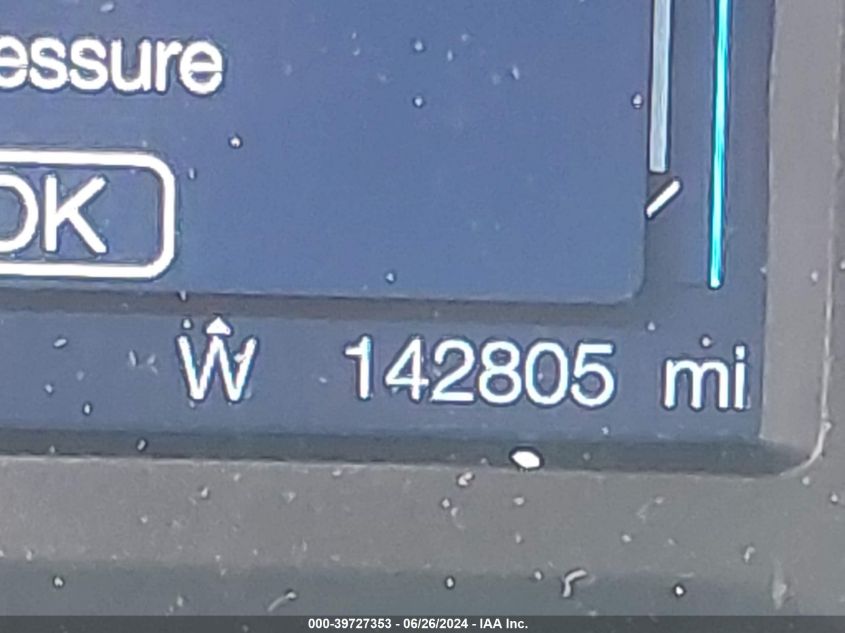 essure
OK
W 142805 mi
000-39727353 - 06/26/2024 - IAA Inc.